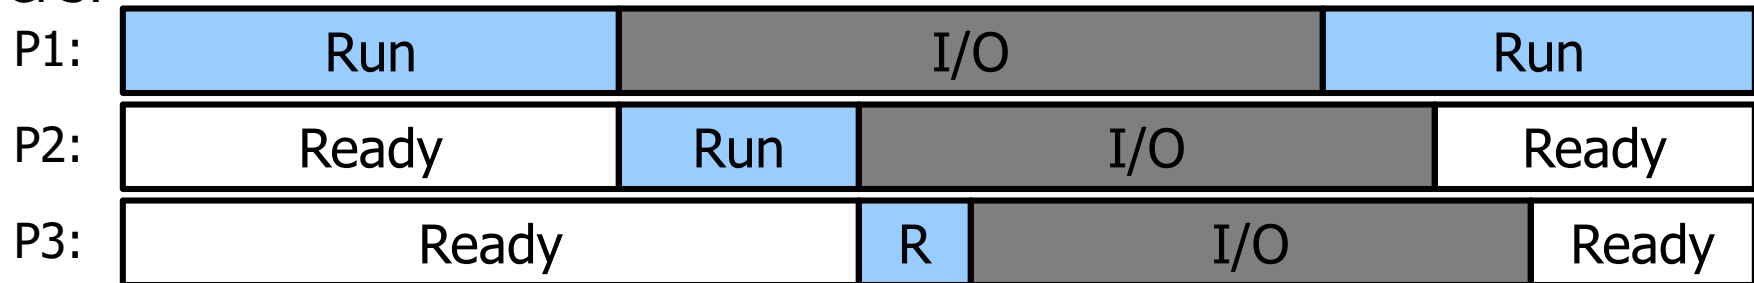 P1: Run I/O Run
P2: Ready Run I/O Ready
P3: Ready R I/O Ready